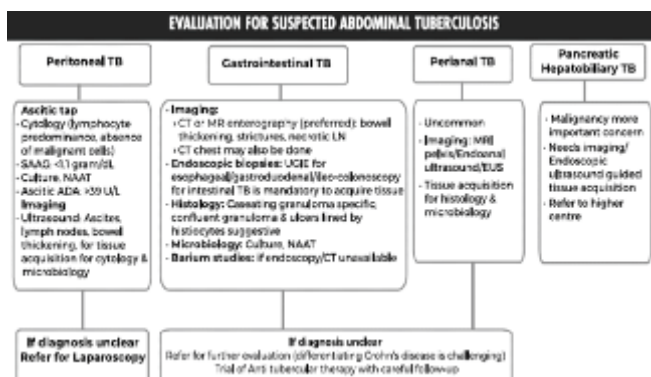 EVALUATION FOR SUSPECTED ABDOMINAL TUBERCULOSIS
Peritoneal TB
Ascitic tap
- Cytology (lymphocyte
predominance, absence
of malignant cells)
- SAAG <1.1 gram/dL
- Culture, NAAT
- Ascitic ADA >39 U/L
Imaging
- Ultrasound: Ascites,
lymph nodes, bowel
thickening, for tissue
acquisition for cytology &
microbiology
If diagnosis unclear
Refer for Laparoscopy
Gastrointestinal TB
- Imaging:
• CT or MR enterography (preferred): bowel
thickening, strictures, necrotic LN
• CT chest may also be done
- Endoscopic biopsies: UGIE for
esophageal/gastroduodenal/ileo-colonoscopy
for intestinal TB is mandatory to acquire tissue
- Histology: Caseating granuloma specific,
confluent granuloma & ulcers lined by
histiocytes suggestive
- Microbiology: Culture, NAAT
- Barium studies: if endoscopy/CT unavailable
Perianal TB
- Uncommon
- Imaging: MRI
pelvis/Endoanal
ultrasound/EUS
- Tissue acquisition
for histology &
microbiology
If diagnosis unclear
Refer for further evaluation (differentiating Crohn's disease is challenging)
Trial of Anti tubercular therapy with careful follow-up
Pancreatic
Hepatobiliary TB
- Malignancy more
important concern
- Needs imaging/
Endoscopic
ultrasound guided
tissue acquisition
- Refer to higher
centre